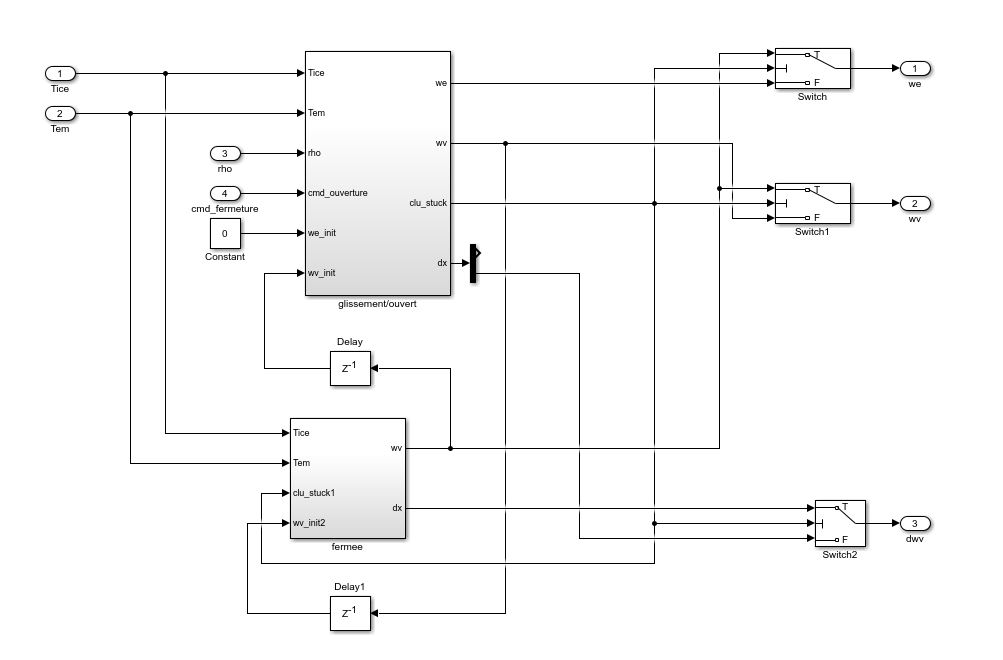 1
Tice
2
Tem
3
rho
4
cmd_fermeture
0
Constant
Tice
Tem
rho
cmd_ouverture
we_init
wv_init
we
wv
clu_stuck
dx
glissement/ouvert
Delay
Z-1
Tice
Tem
clu_stuck1
wv_init2
wv
dx
fermee
Delay1
Z-1
T
F
Switch
1
we
T
F
Switch1
2
wv
T
F
Switch2
3
dwv